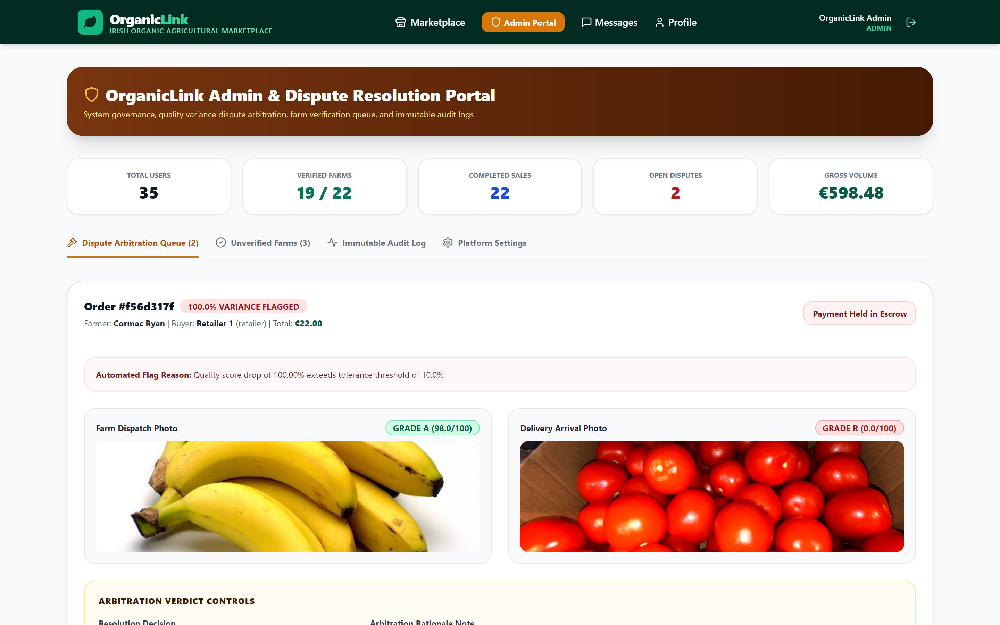 OrganicLink
IRISH ORGANIC AGRICULTURAL MARKETPLACE
Marketplace
Admin Portal
Messages
Profile
OrganicLink Admin
ADMIN
OrganicLink Admin & Dispute Resolution Portal
System governance, quality variance dispute arbitration, farm verification queue, and immutable audit logs
TOTAL USERS
35
VERIFIED FARMS
19 / 22
COMPLETED SALES
22
OPEN DISPUTES
2
GROSS VOLUME
€598.48
Dispute Arbitration Queue (2)
Unverified Farms (3)
Immutable Audit Log
Platform Settings
Order #f56d317f
100.0% VARIANCE FLAGGED
Farmer: Cormac Ryan | Buyer: Retailer 1 (retailer) | Total: €22.00
Payment Held in Escrow
Automated Flag Reason: Quality score drop of 100.00% exceeds tolerance threshold of 10.0%
Farm Dispatch Photo
GRADE A (98.0/100)
Delivery Arrival Photo
GRADE R (0.0/100)
ARBITRATION VERDICT CONTROLS
Resolution Decision
Arbitration Rationale Note